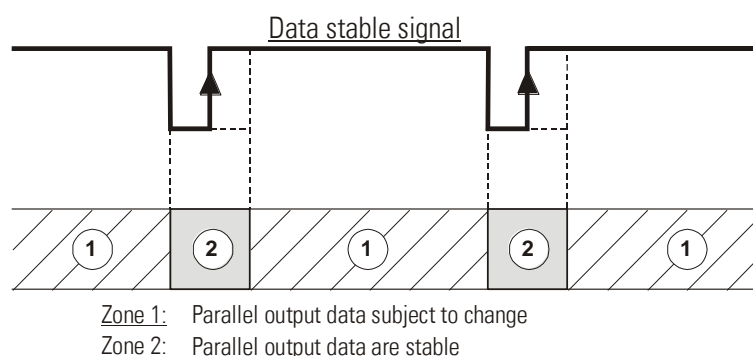 Data stable signal
1 2 1 2 1
Zone 1: Parallel output data subject to change
Zone 2: Parallel output data are stable